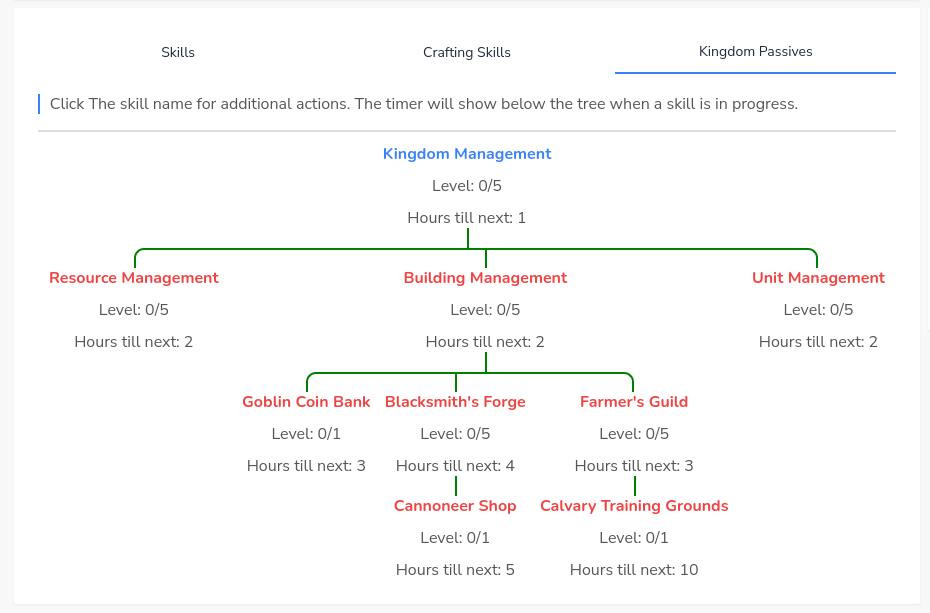 Skills
Crafting Skills
Kingdom Passives
Click The skill name for additional actions. The timer will show below the tree when a skill is in progress.
Kingdom Management
Level: 0/5
Hours till next: 1
Resource Management
Level: 0/5
Hours till next: 2
Building Management
Level: 0/5
Hours till next: 2
Unit Management
Level: 0/5
Hours till next: 2
Goblin Coin Bank
Level: 0/1
Hours till next: 3
Blacksmith's Forge
Level: 0/5
Hours till next: 4
Farmer's Guild
Level: 0/5
Hours till next: 3
Cannoneer Shop
Level: 0/1
Hours till next: 5
Calvary Training Grounds
Level: 0/1
Hours till next: 10